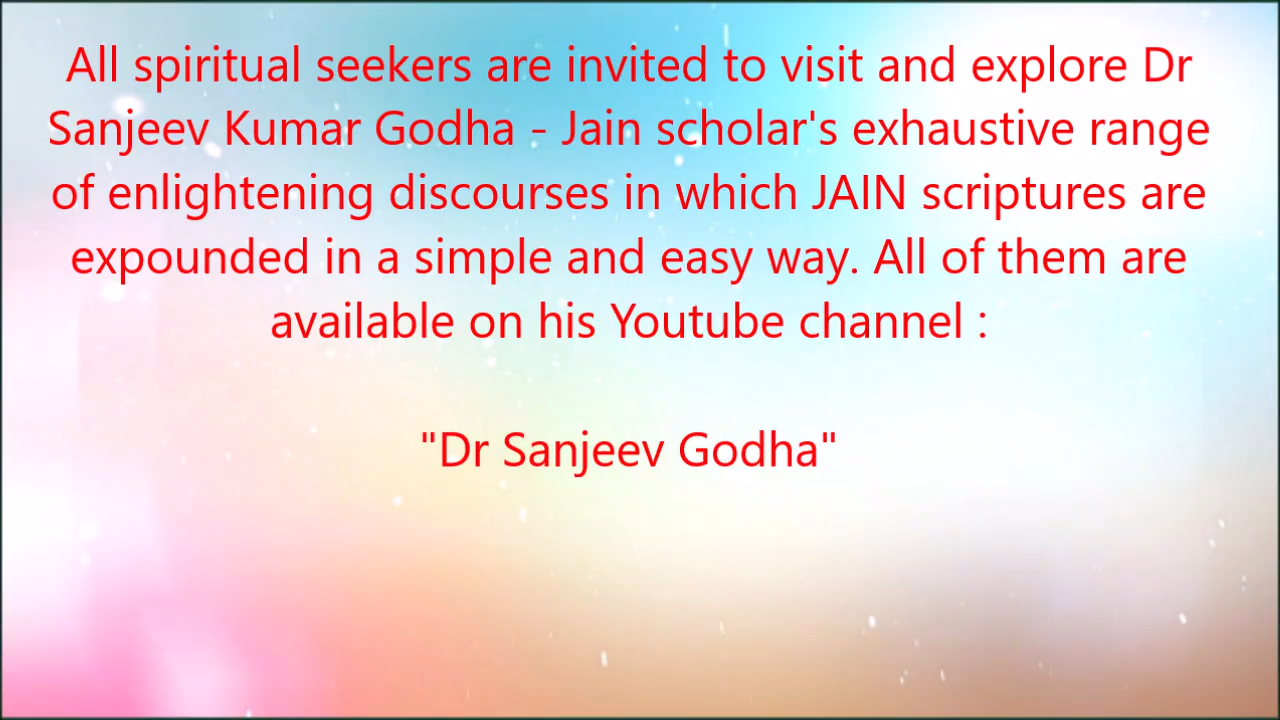 All spiritual seekers are invited to visit and explore Dr
Sanjeev Kumar Godha - Jain scholar's exhaustive range
of enlightening discourses in which JAIN scriptures are
expounded in a simple and easy way. All of them are
available on his Youtube channel :
"Dr Sanjeev Godha"